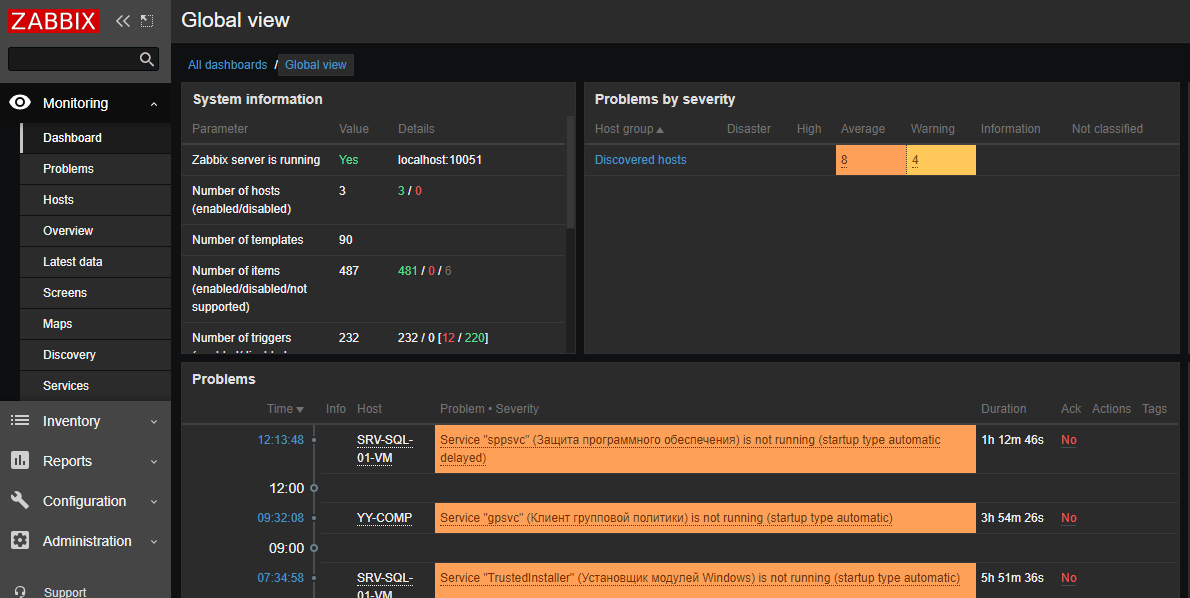 ZABBIX
Global view
All dashboards / Global view
Monitoring
Dashboard
Problems
Hosts
Overview
Latest data
Screens
Maps
Discovery
Services
Inventory
Reports
Configuration
Administration
Support
System information
Parameter Value Details
Zabbix server is running Yes localhost:10051
Number of hosts 3 3 / 0
(enabled/disabled)
Number of templates 90
Number of items 487 481 / 0 / 6
(enabled/disabled/not
supported)
Number of triggers 232 232 / 0 [12 / 220]
Problems by severity
Host group Disaster High Average Warning Information Not classified
Discovered hosts 8 4
Problems
Time Info Host Problem • Severity Duration Ack Actions Tags
12:13:48 SRV-SQL- Service "sppsvc" (Защита программного обеспечения) is not running (startup type automatic 1h 12m 46s No
01-VM delayed)
12:00
09:32:08 YY-COMP Service "gpsvc" (Клиент групповой политики) is not running (startup type automatic) 3h 54m 26s No
09:00
07:34:58 SRV-SQL- Service "TrustedInstaller" (Установщик модулей Windows) is not running (startup type automatic) 5h 51m 36s No
01-VM